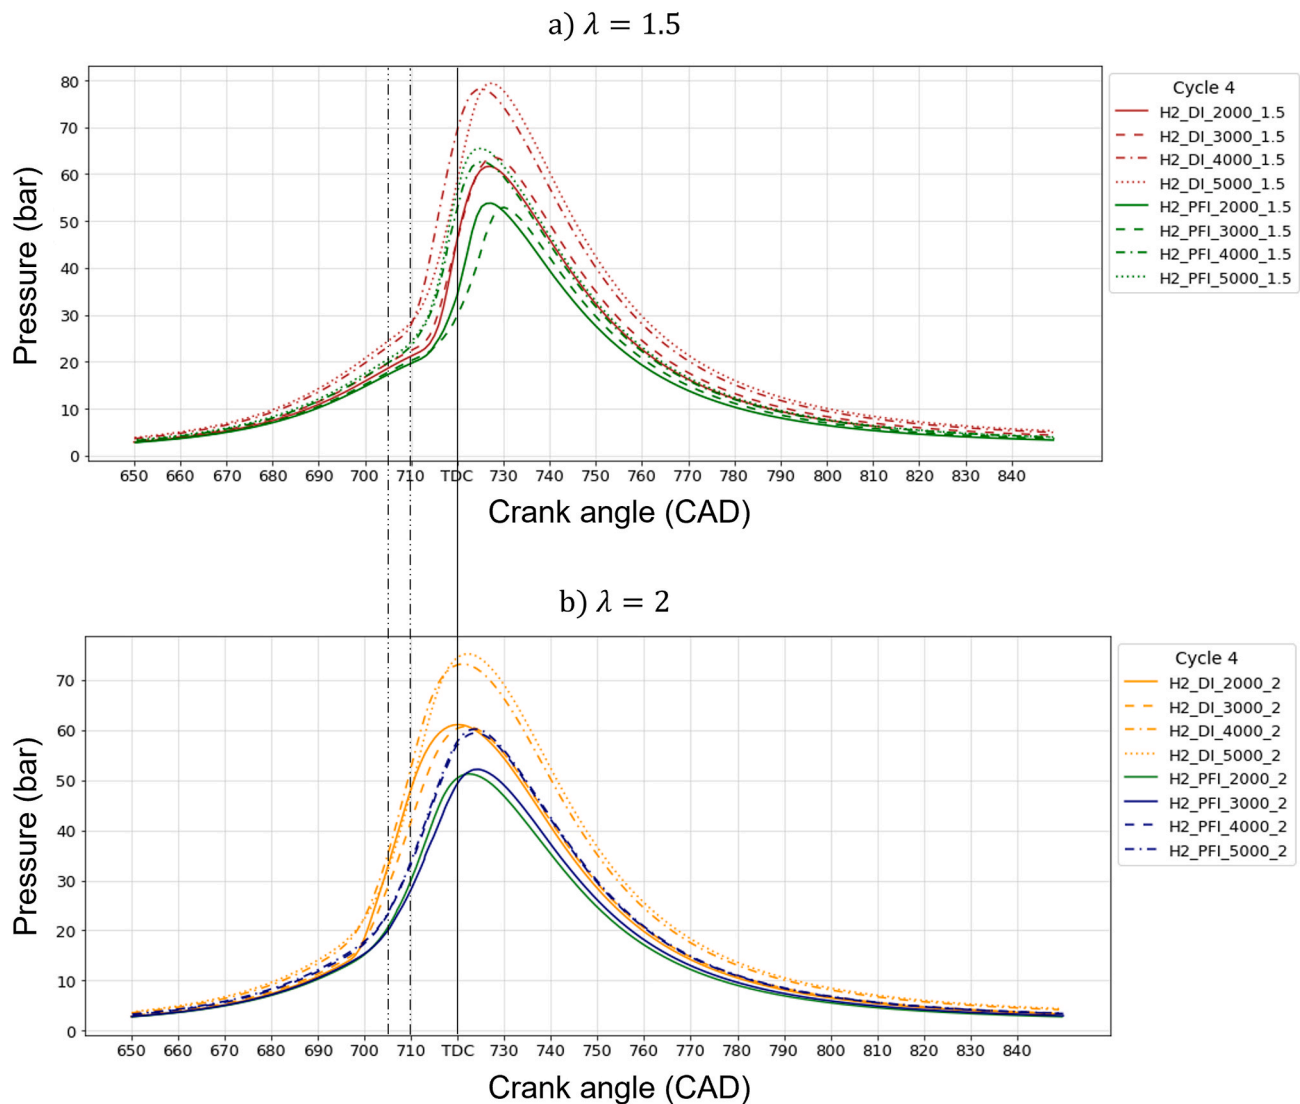 a) λ = 1.5
Pressure (bar)
80
70
60
50
40
30
20
10
0
650 660 670 680 690 700 710 TDC 730 740 750 760 770 780 790 800 810 820 830 840
Crank angle (CAD)
Cycle 4
H2_DI_2000_1.5
H2_DI_3000_1.5
H2_DI_4000_1.5
H2_DI_5000_1.5
H2_PFI_2000_1.5
H2_PFI_3000_1.5
H2_PFI_4000_1.5
H2_PFI_5000_1.5
b) λ = 2
Pressure (bar)
70
60
50
40
30
20
10
0
650 660 670 680 690 700 710 TDC 730 740 750 760 770 780 790 800 810 820 830 840
Crank angle (CAD)
Cycle 4
H2_DI_2000_2
H2_DI_3000_2
H2_DI_4000_2
H2_DI_5000_2
H2_PFI_2000_2
H2_PFI_3000_2
H2_PFI_4000_2
H2_PFI_5000_2